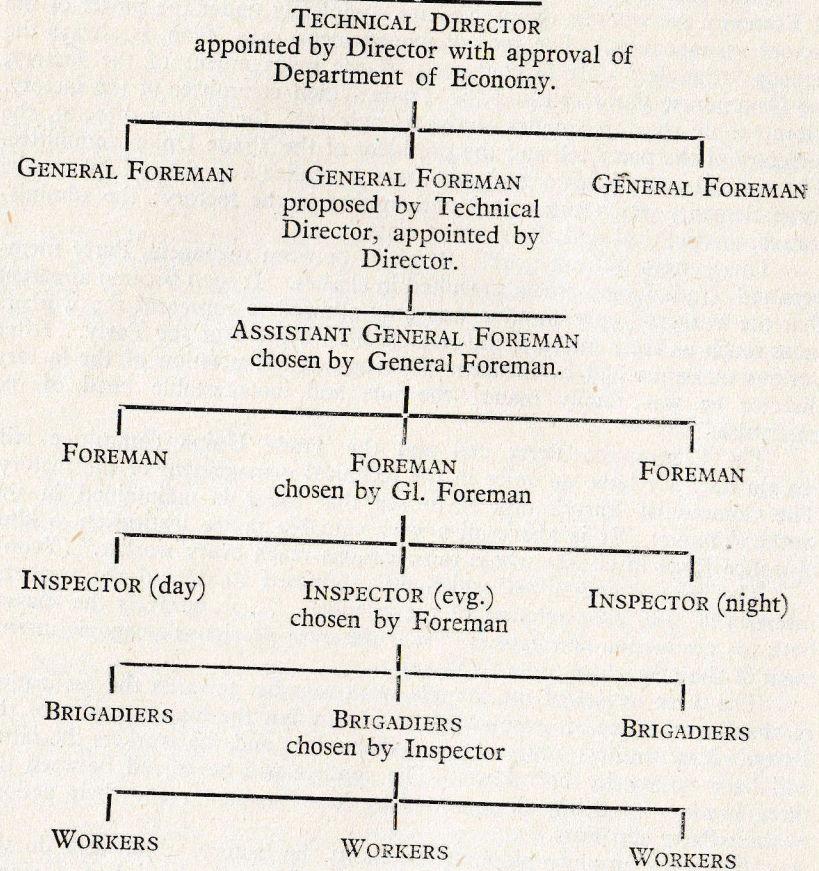 TECHNICAL DIRECTOR
appointed by Director with approval of
Department of Economy.
GENERAL FOREMAN
GENERAL FOREMAN
proposed by Technical
Director, appointed by
Director.
GENERAL FOREMAN
ASSISTANT GENERAL FOREMAN
chosen by General Foreman.
FOREMAN
FOREMAN
chosen by Gl. Foreman
FOREMAN
INSPECTOR (day)
INSPECTOR (evg.)
chosen by Foreman
INSPECTOR (night)
BRIGADIERS
BRIGADIERS
chosen by Inspector
BRIGADIERS
WORKERS
WORKERS
WORKERS